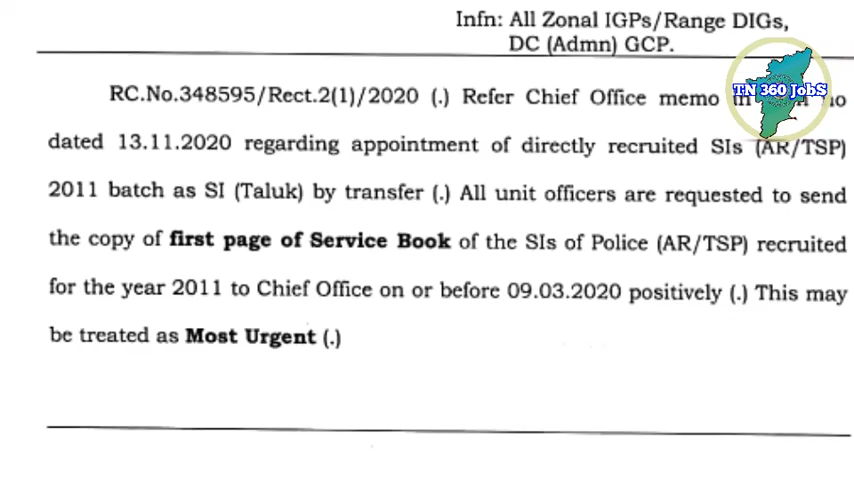 Infn: All Zonal IGPs/Range DIGs,
DC (Admn) GCP.
TN 360 JobS
RC.No.348595/Rect.2(1)/2020 (.) Refer Chief Office memo in no
dated 13.11.2020 regarding appointment of directly recruited SIs (AR/TSP)
2011 batch as SI (Taluk) by transfer (.) All unit officers are requested to send
the copy of first page of Service Book of the SIs of Police (AR/TSP) recruited
for the year 2011 to Chief Office on or before 09.03.2020 positively (.) This may
be treated as Most Urgent (.)